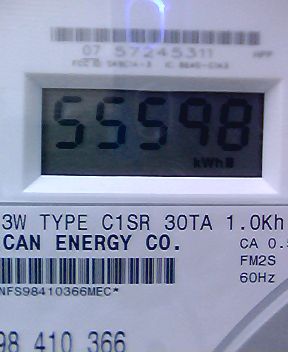 07 57245311
55598
kWh
3W TYPE C1SR 30TA 1.0Kh
CAN ENERGY CO.
CA 0.5
FM2S
60Hz
NFS98410366MEC*
98 410 366